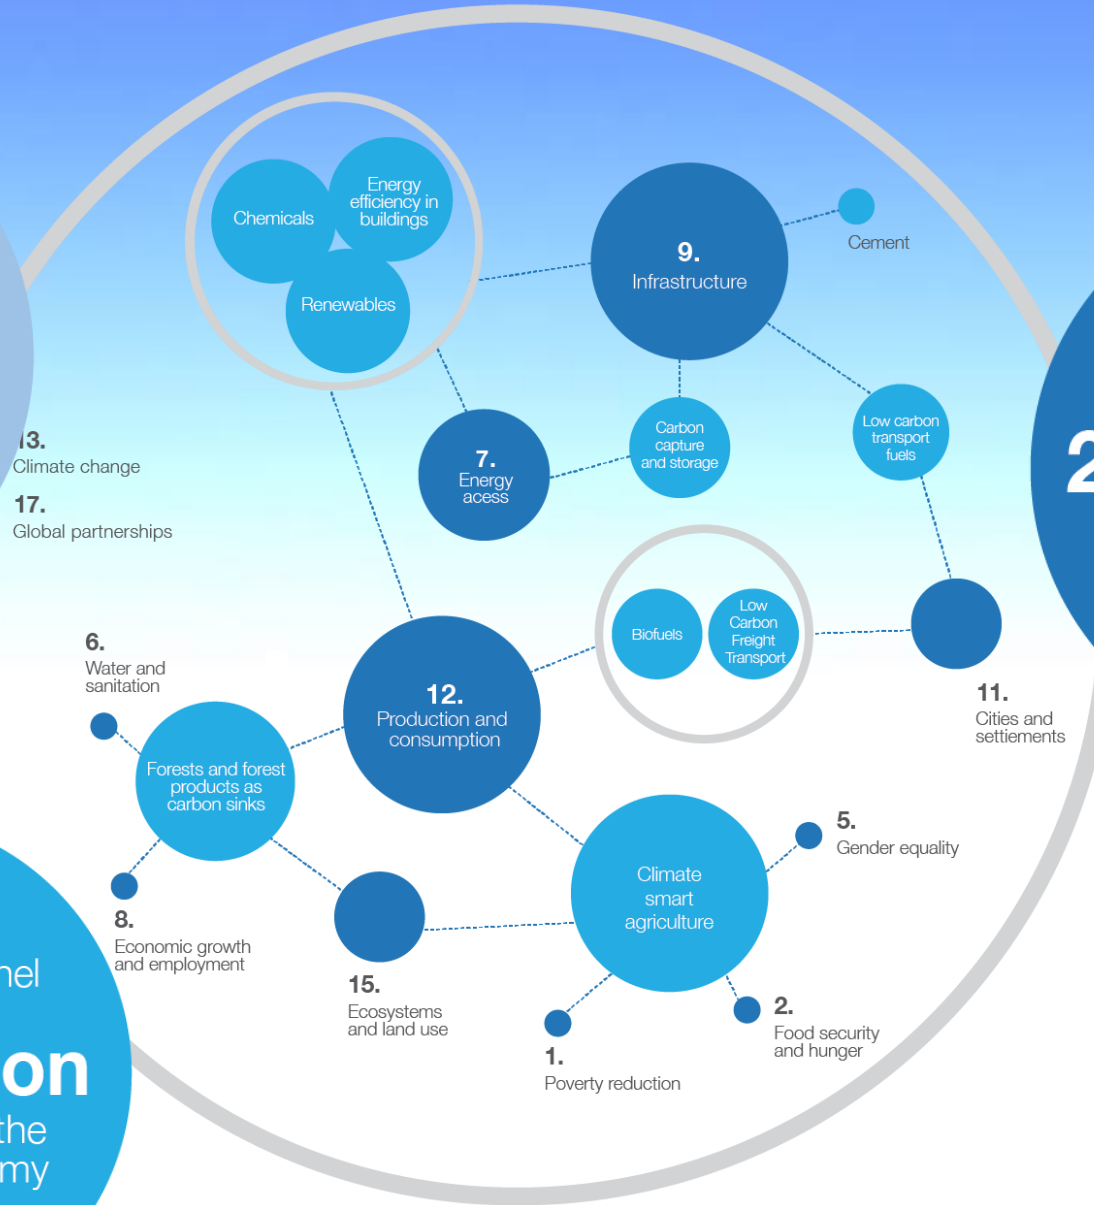 Chemicals
Energy
efficiency in
buildings
Renewables
9.
Infrastructure
Cement
Carbon
capture
and storage
Low carbon
transport
fuels
7.
Energy
acess
13.
Climate change
17.
Global partnerships
2
Biofuels
Low
Carbon
Freight
Transport
11.
Cities and
settlements
6.
Water and
sanitation
12.
Production and
consumption
Forests and forest
products as
carbon sinks
8.
Economic growth
and employment
15.
Ecosystems
and land use
Climate
smart
agriculture
5.
Gender equality
2.
Food security
and hunger
1.
Poverty reduction
nel
on
the
my